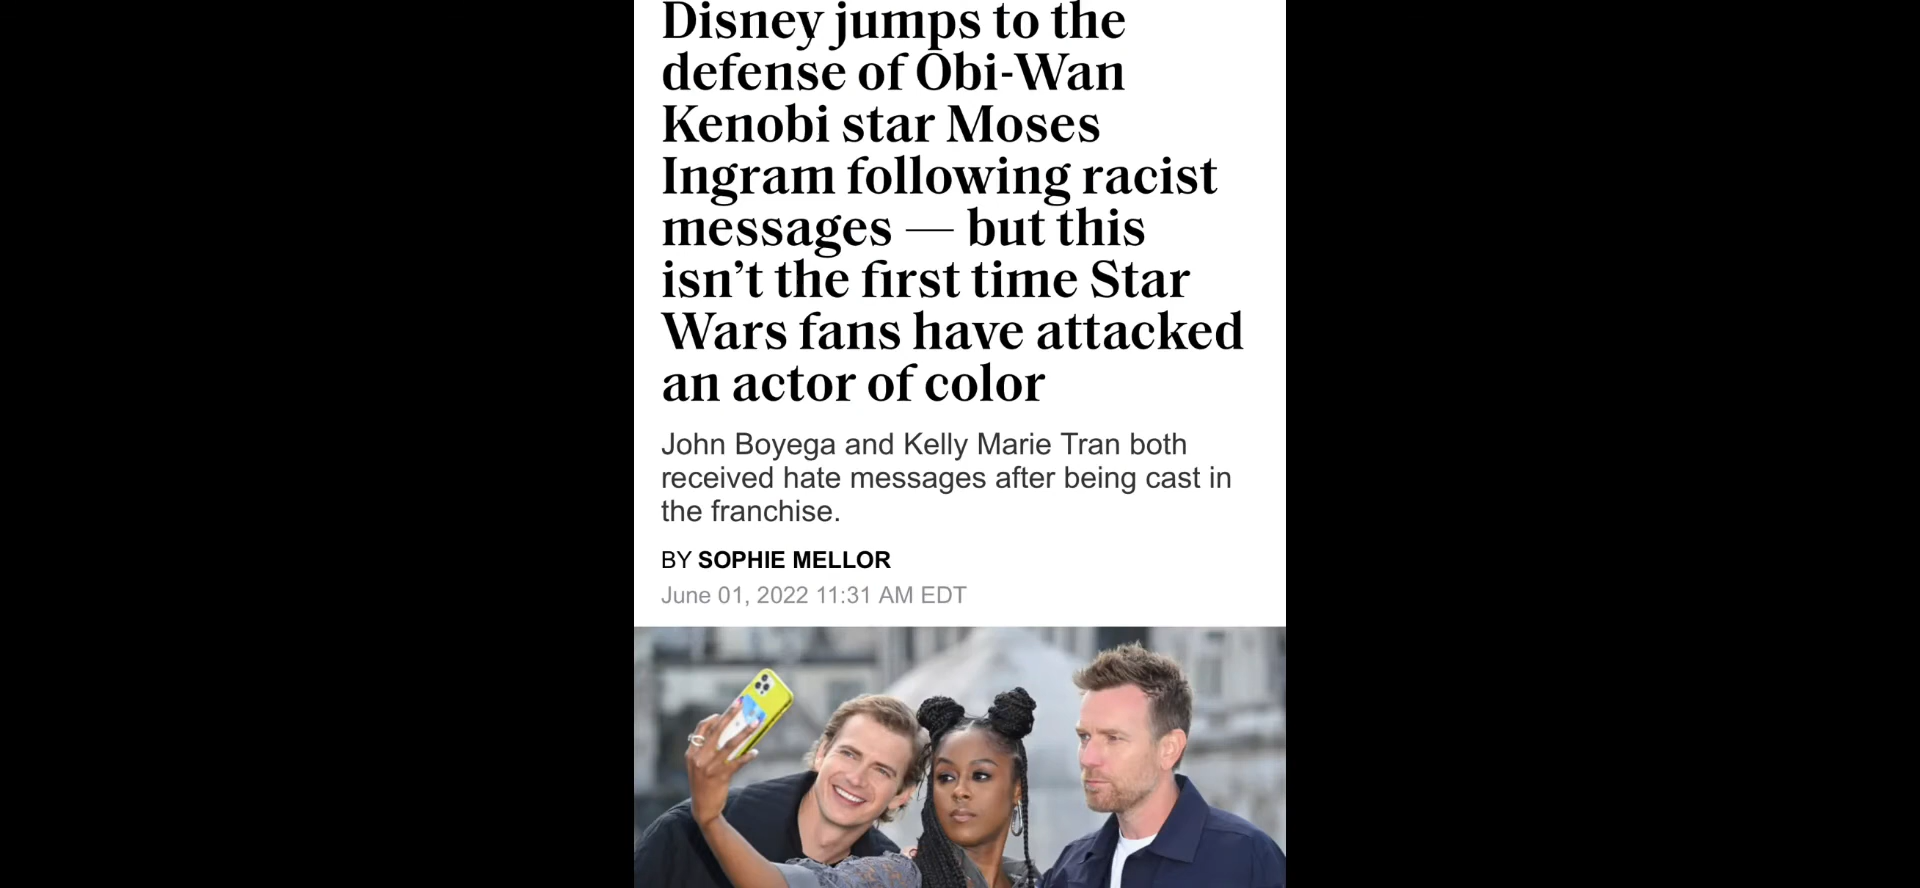 Disney jumps to the
defense of Obi-Wan
Kenobi star Moses
Ingram following racist
messages — but this
isn’t the first time Star
Wars fans have attacked
an actor of color
John Boyega and Kelly Marie Tran both
received hate messages after being cast in
the franchise.
BY SOPHIE MELLOR
June 01, 2022 11:31 AM EDT